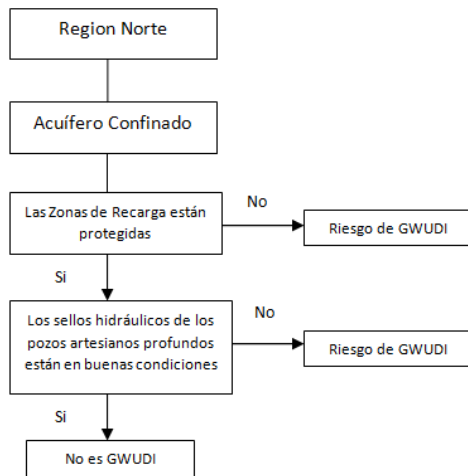 Region Norte
Acuífero Confinado
Las Zonas de Recarga están
protegidas
No
Riesgo de GWUDI
Si
Los sellos hidráulicos de los
pozos artesianos profundos
están en buenas condiciones
No
Riesgo de GWUDI
Si
No es GWUDI